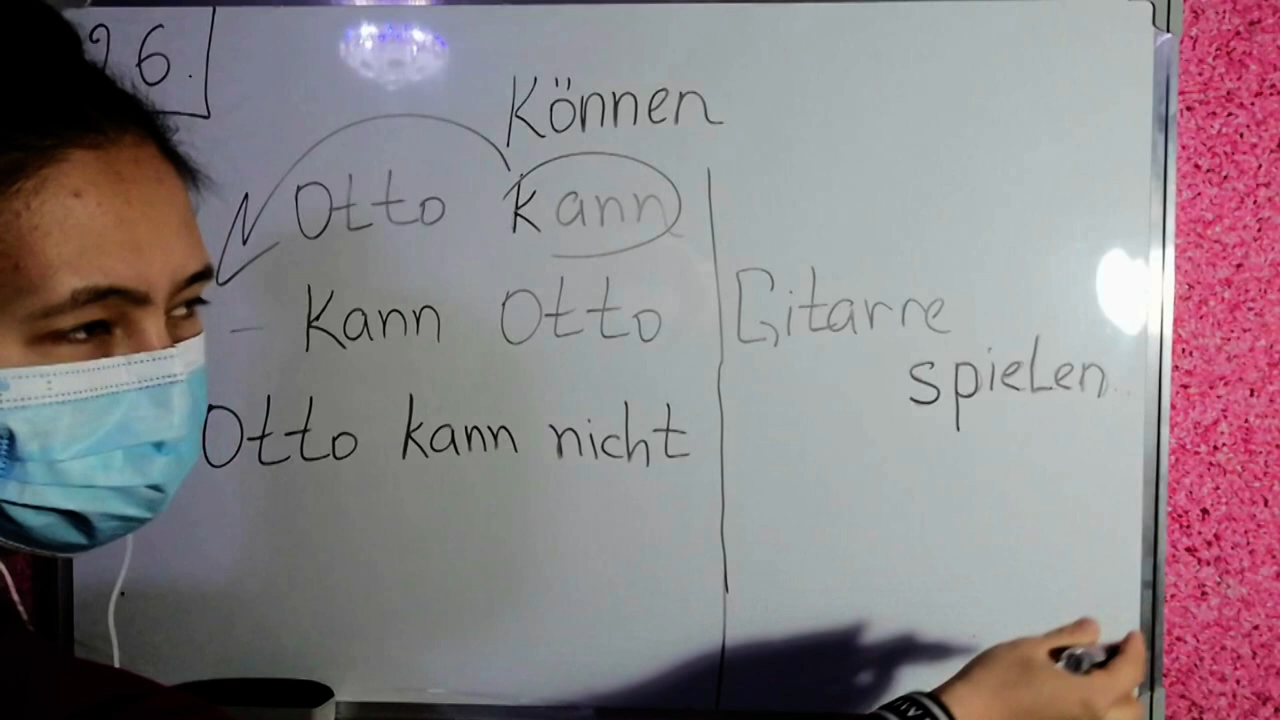 26.
Können
Otto kann
- Kann Otto
Gitarre
spielen
Otto kann nicht